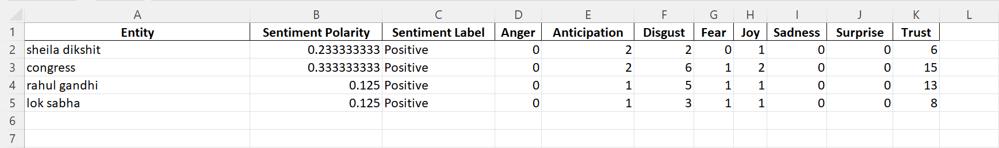 A B C D E F G H I J K L
1 Entity Sentiment Polarity Sentiment Label Anger Anticipation Disgust Fear Joy Sadness Surprise Trust
2 sheila dikshit 0.233333333 Positive 0 2 2 0 1 0 0 6
3 congress 0.333333333 Positive 0 2 6 1 2 0 0 15
4 rahul gandhi 0.125 Positive 0 1 5 1 1 0 0 13
5 lok sabha 0.125 Positive 0 1 3 1 1 0 0 8
6
7